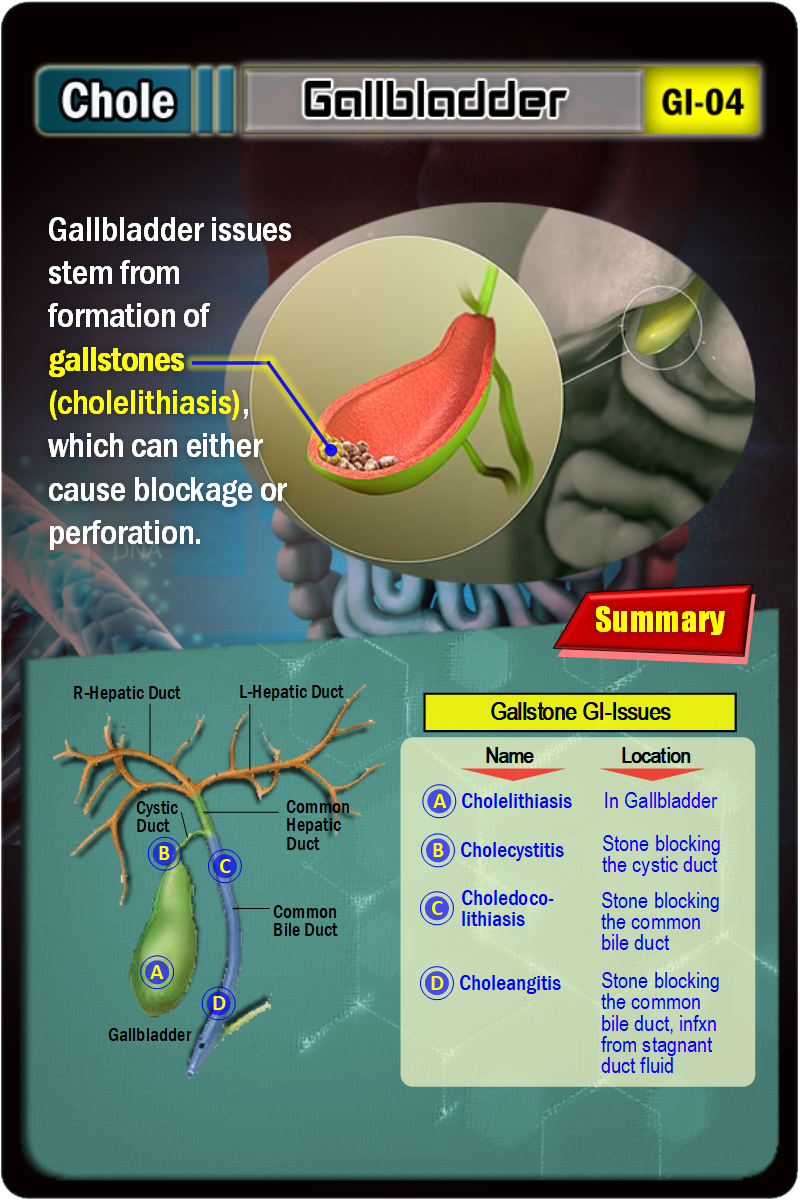 Chole
Gallbladder
GI-04
Gallbladder issues
stem from
formation of
gallstones
(cholelithiasis),
which can either
cause blockage or
perforation.
DNA
Summary
R-Hepatic Duct
L-Hepatic Duct
Cystic
Duct
Common
Hepatic
Duct
B
C
Common
Bile Duct
A
D
Gallbladder
Gallstone GI-Issues
Name Location
A Cholelithiasis In Gallbladder
B Cholecystitis Stone blocking
the cystic duct
C Choledoco-
lithiasis
Stone blocking
the common
bile duct
D Choleangitis Stone blocking
the common
bile duct, infxn
from stagnant
duct fluid